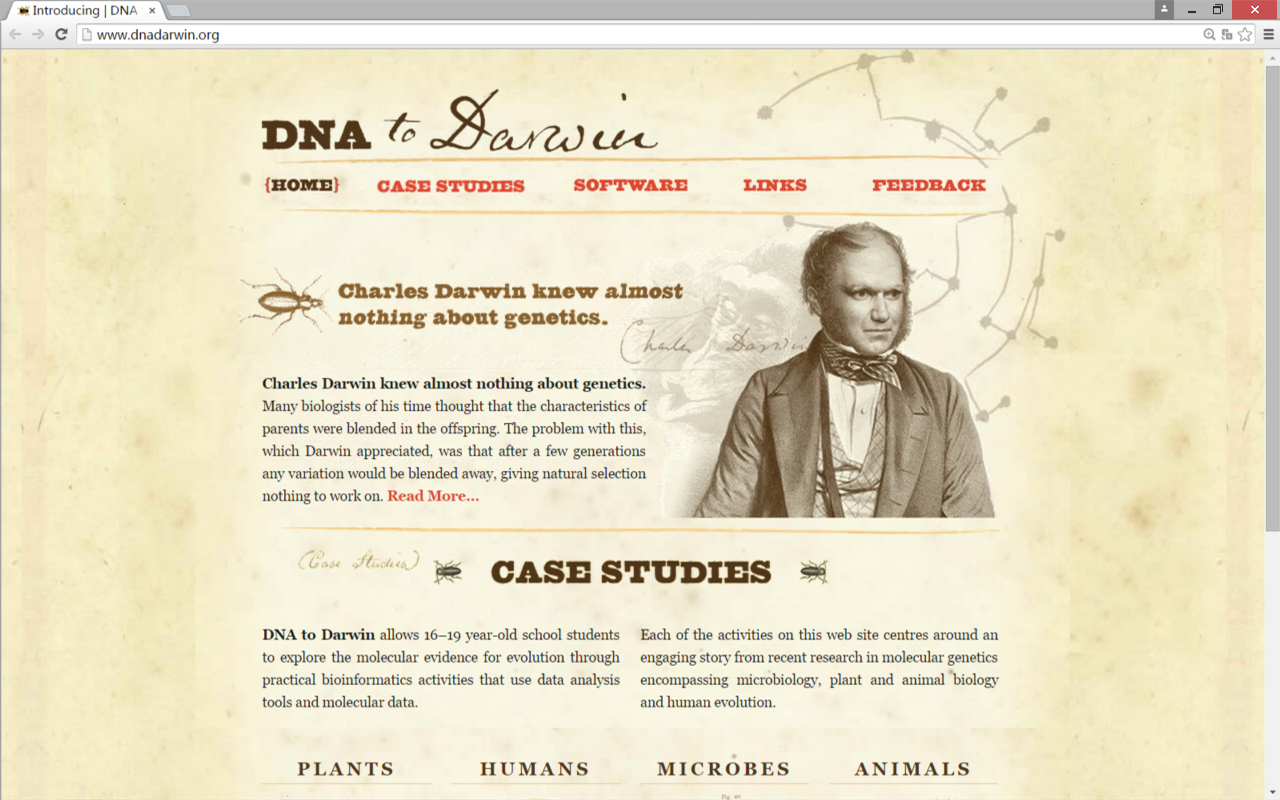 Introducing | DNA
www.dnadarwin.org
DNA to Darwin
{HOME} CASE STUDIES SOFTWARE LINKS FEEDBACK
Charles Darwin knew almost
nothing about genetics.
Charles Darwin
Charles Darwin knew almost nothing about genetics.
Many biologists of his time thought that the characteristics of
parents were blended in the offspring. The problem with this,
which Darwin appreciated, was that after a few generations
any variation would be blended away, giving natural selection
nothing to work on. Read More...
(Case Studies)
CASE STUDIES
DNA to Darwin allows 16–19 year-old school students
to explore the molecular evidence for evolution through
practical bioinformatics activities that use data analysis
tools and molecular data.
Each of the activities on this web site centres around an
engaging story from recent research in molecular genetics
encompassing microbiology, plant and animal biology
and human evolution.
PLANTS HUMANS MICROBES ANIMALS